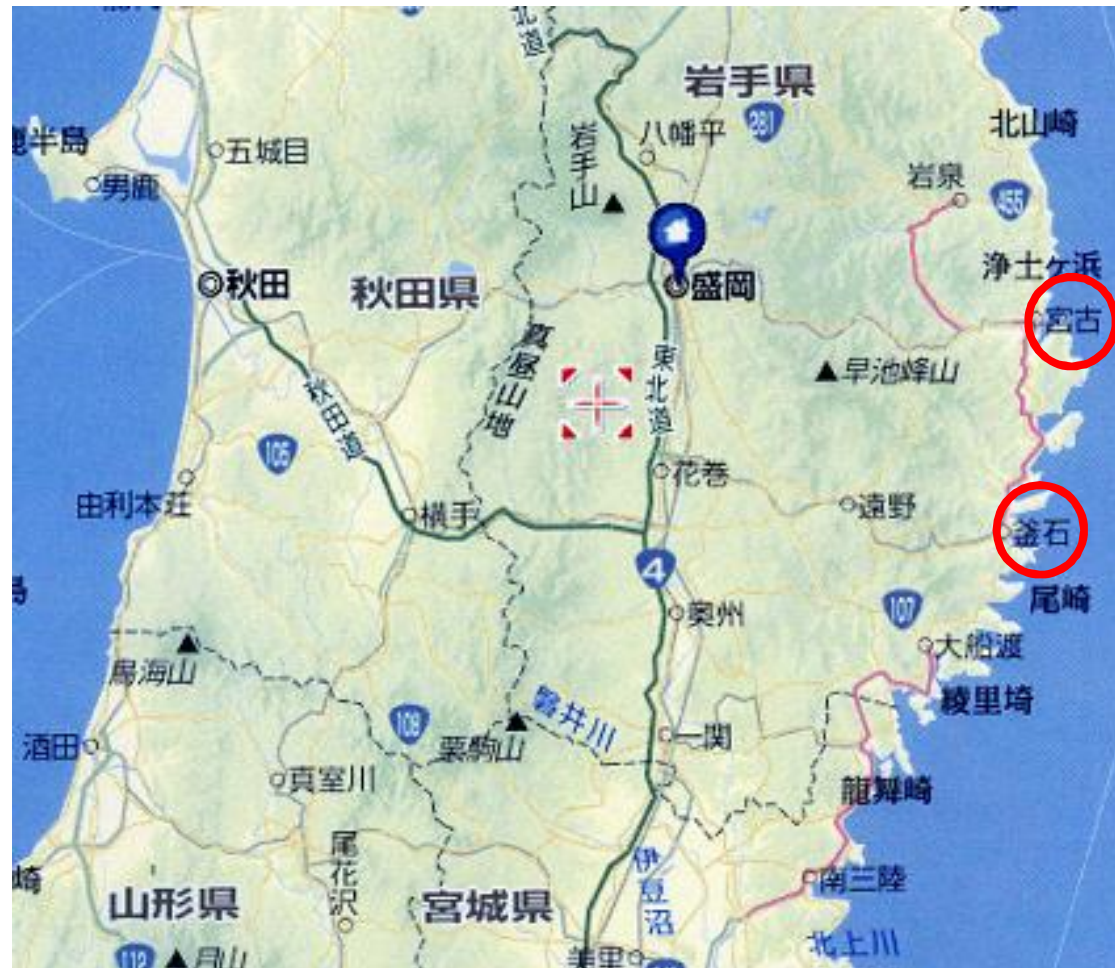 北道
岩手県
281
北山崎
鹿半島
五城目
八幡平
岩手山
男鹿
岩泉
455
浄土ヶ浜
秋田
秋田県
盛岡
宮古
真昼山地
東北道
早池峰山
秋田道
105
花巻
由利本荘
横手
遠野
釜石
4
尾崎
107
奥州
大船渡
鳥海山
綾里埼
磐井川
108
酒田
栗駒山
一関
真室川
龍舞崎
尾花沢
伊豆沼
崎
南三陸
山形県
宮城県
北上川
112
月山
美里